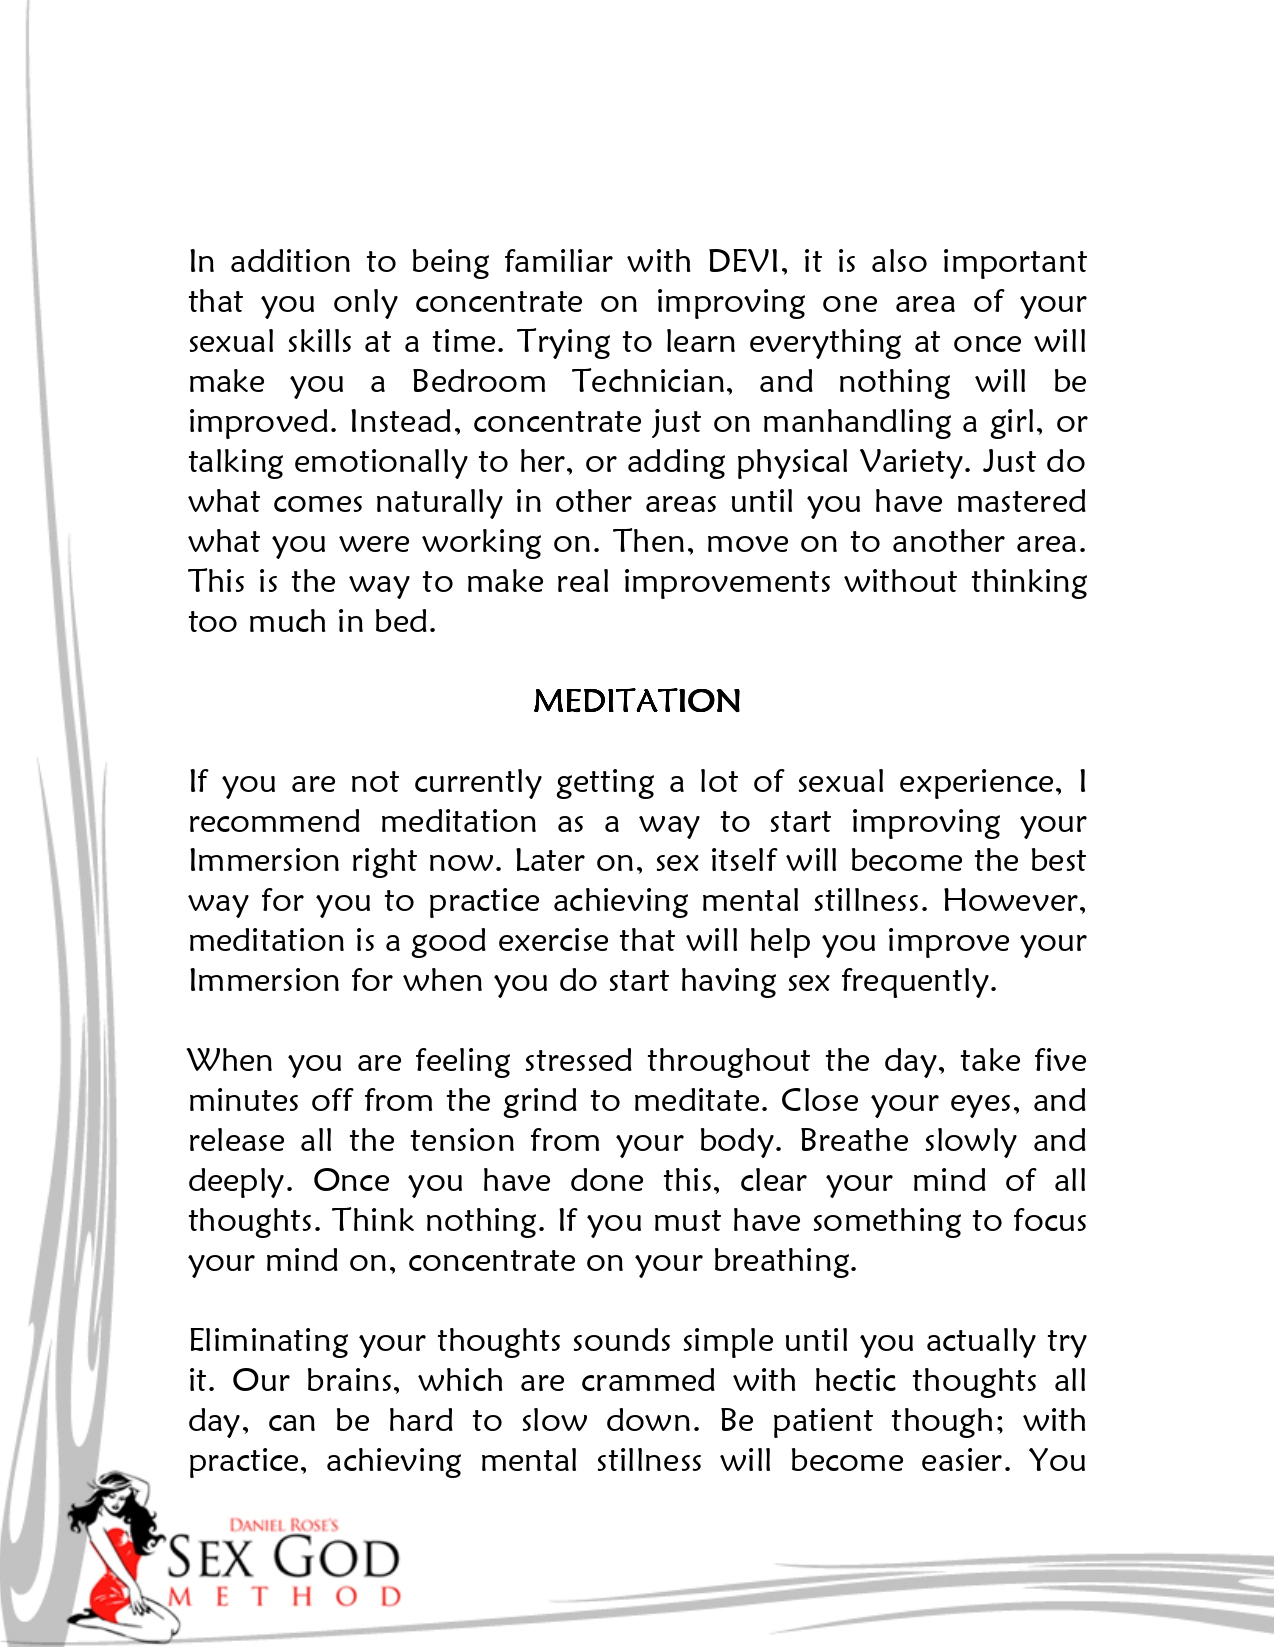 In addition to being familiar with DEVI, it is also important
that you only concentrate on improving one area of your
sexual skills at a time. Trying to learn everything at once will
make you a Bedroom Technician, and nothing will be
improved. Instead, concentrate just on manhandling a girl, or
talking emotionally to her, or adding physical Variety. Just do
what comes naturally in other areas until you have mastered
what you were working on. Then, move on to another area.
This is the way to make real improvements without thinking
too much in bed.
MEDITATION
If you are not currently getting a lot of sexual experience, I
recommend meditation as a way to start improving your
Immersion right now. Later on, sex itself will become the best
way for you to practice achieving mental stillness. However,
meditation is a good exercise that will help you improve your
Immersion for when you do start having sex frequently.
When you are feeling stressed throughout the day, take five
minutes off from the grind to meditate. Close your eyes, and
release all the tension from your body. Breathe slowly and
deeply. Once you have done this, clear your mind of all
thoughts. Think nothing. If you must have something to focus
your mind on, concentrate on your breathing.
Eliminating your thoughts sounds simple until you actually try
it. Our brains, which are crammed with hectic thoughts all
day, can be hard to slow down. Be patient though; with
practice, achieving mental stillness will become easier. You
DANIEL ROSE'S
SEX GOD
METHOD